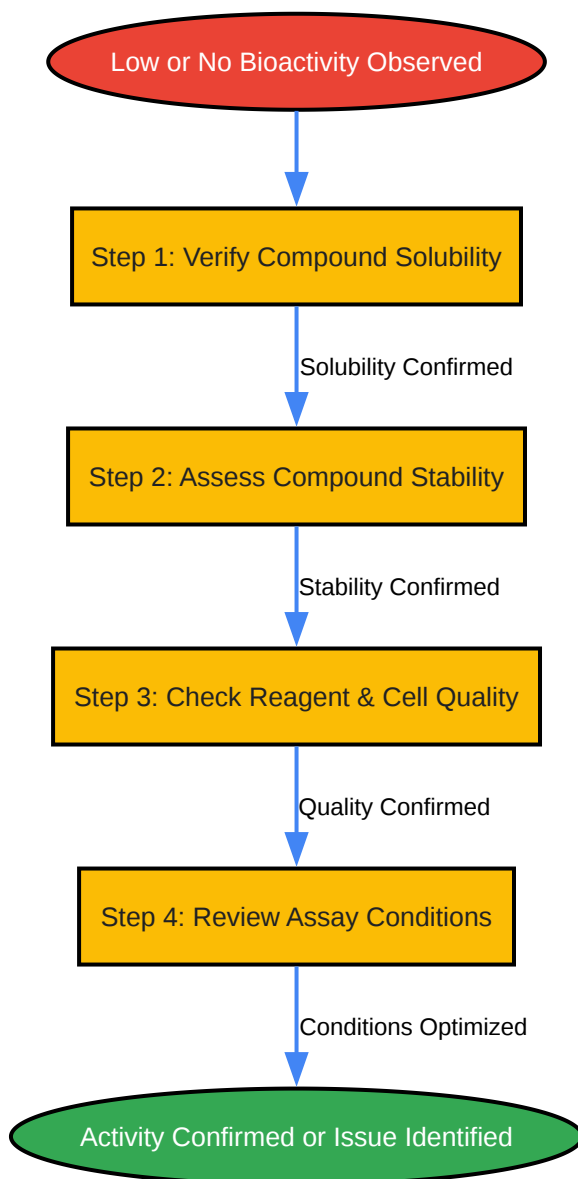 Low or No Bioactivity Observed
Step 1: Verify Compound Solubility
Solubility Confirmed
Step 2: Assess Compound Stability
Stability Confirmed
Step 3: Check Reagent & Cell Quality
Quality Confirmed
Step 4: Review Assay Conditions
Conditions Optimized
Activity Confirmed or Issue Identified